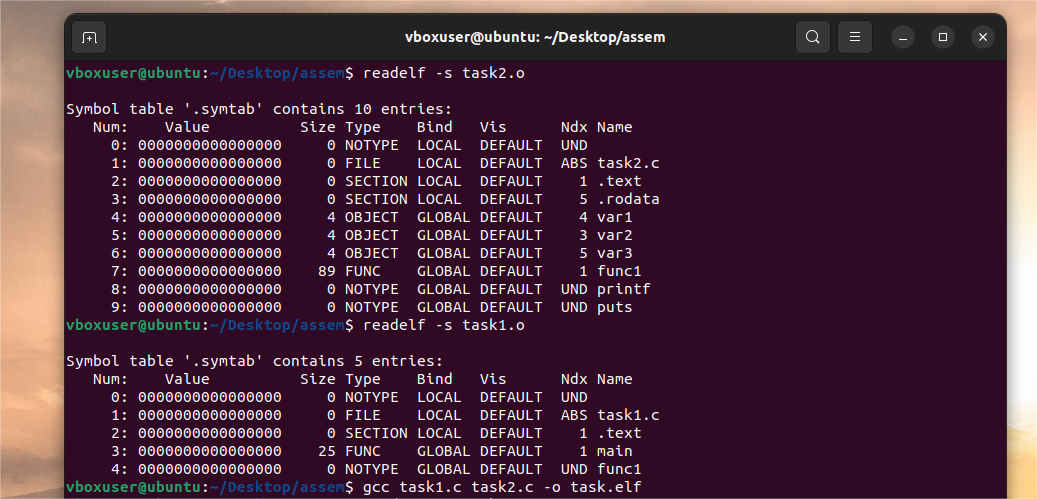 vboxuser@ubuntu: ~/Desktop/assem
vboxuser@ubuntu:~/Desktop/assem$ readelf -s task2.o
Symbol table '.symtab' contains 10 entries:
   Num:    Value          Size Type    Bind   Vis      Ndx Name
     0: 0000000000000000     0 NOTYPE  LOCAL  DEFAULT  UND
     1: 0000000000000000     0 FILE    LOCAL  DEFAULT  ABS task2.c
     2: 0000000000000000     0 SECTION LOCAL  DEFAULT    1 .text
     3: 0000000000000000     0 SECTION LOCAL  DEFAULT    5 .rodata
     4: 0000000000000000     4 OBJECT  GLOBAL DEFAULT    4 var1
     5: 0000000000000000     4 OBJECT  GLOBAL DEFAULT    3 var2
     6: 0000000000000000     4 OBJECT  GLOBAL DEFAULT    5 var3
     7: 0000000000000000    89 FUNC    GLOBAL DEFAULT    1 func1
     8: 0000000000000000     0 NOTYPE  GLOBAL DEFAULT  UND printf
     9: 0000000000000000     0 NOTYPE  GLOBAL DEFAULT  UND puts
vboxuser@ubuntu:~/Desktop/assem$ readelf -s task1.o
Symbol table '.symtab' contains 5 entries:
   Num:    Value          Size Type    Bind   Vis      Ndx Name
     0: 0000000000000000     0 NOTYPE  LOCAL  DEFAULT  UND
     1: 0000000000000000     0 FILE    LOCAL  DEFAULT  ABS task1.c
     2: 0000000000000000     0 SECTION LOCAL  DEFAULT    1 .text
     3: 0000000000000000    25 FUNC    GLOBAL DEFAULT    1 main
     4: 0000000000000000     0 NOTYPE  GLOBAL DEFAULT  UND func1
vboxuser@ubuntu:~/Desktop/assem$ gcc task1.c task2.c -o task.elf